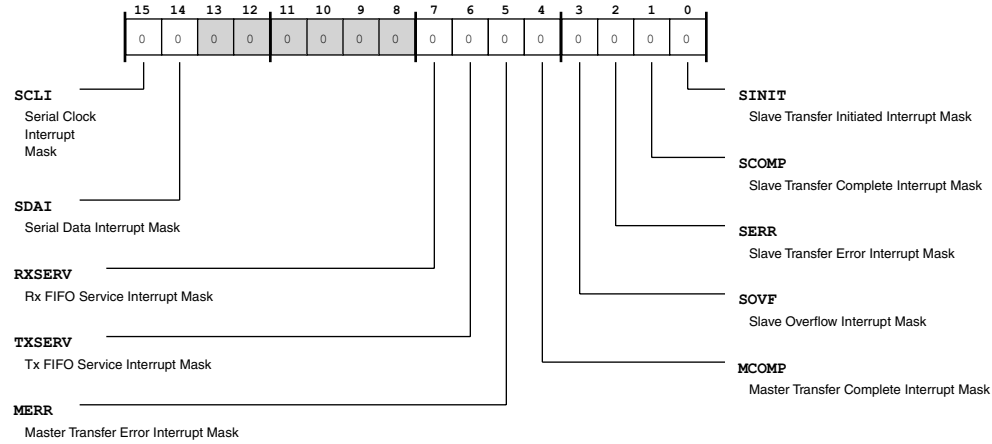 15 14 13 12 11 10 9 8 7 6 5 4 3 2 1 0
0 0 0 0 0 0 0 0 0 0 0 0 0 0 0 0
SCLI
Serial Clock
Interrupt
Mask
SDAI
Serial Data Interrupt Mask
RXSERV
Rx FIFO Service Interrupt Mask
TXSERV
Tx FIFO Service Interrupt Mask
MERR
Master Transfer Error Interrupt Mask
SINIT
Slave Transfer Initiated Interrupt Mask
SCOMP
Slave Transfer Complete Interrupt Mask
SERR
Slave Transfer Error Interrupt Mask
SOVF
Slave Overflow Interrupt Mask
MCOMP
Master Transfer Complete Interrupt Mask